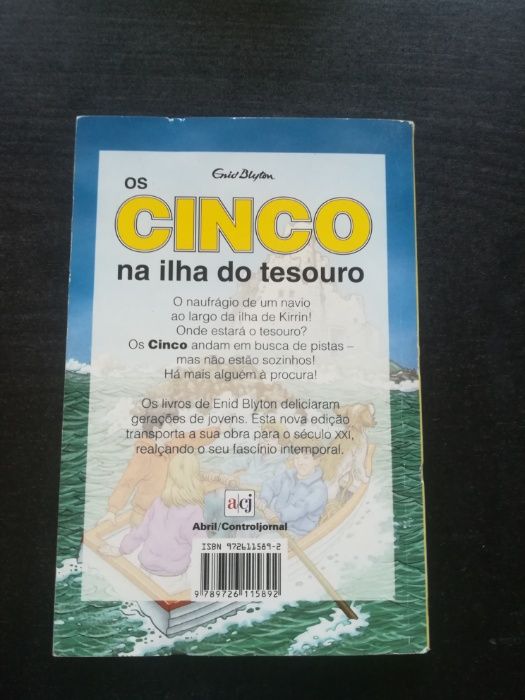 Enid Blyton
OS
CINCO
na ilha do tesouro
O naufrágio de um navio
ao largo da ilha de Kirrin!
Onde estará o tesouro?
Os Cinco andam em busca de pistas –
mas não estão sozinhos!
Há mais alguém à procura!
Os livros de Enid Blyton deliciaram
gerações de jovens. Esta nova edição
transporta a sua obra para o século XXI,
realçando o seu fascínio intemporal.
a/cj
Abril/Controljornal
ISBN 972611589-2
9 789726 115892